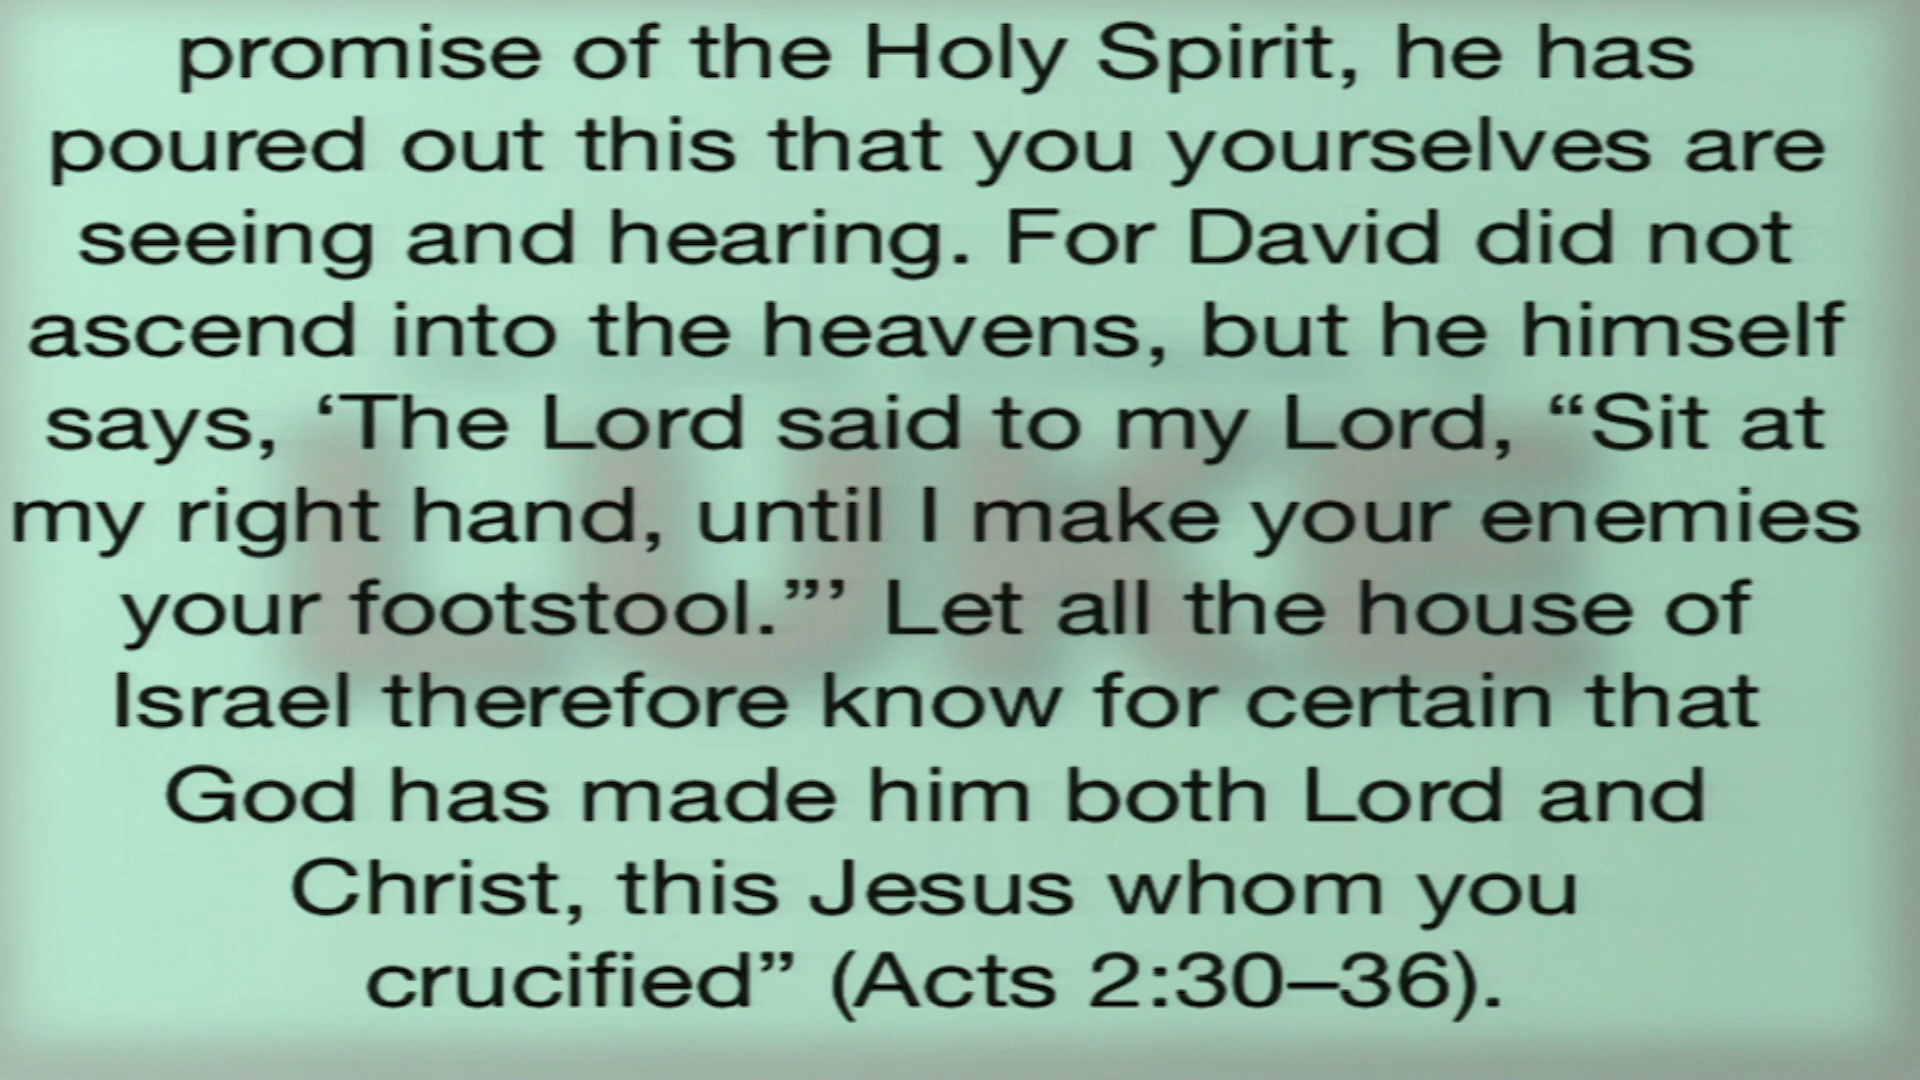 promise of the Holy Spirit, he has
poured out this that you yourselves are
seeing and hearing. For David did not
ascend into the heavens, but he himself
says, ‘The Lord said to my Lord, “Sit at
my right hand, until I make your enemies
your footstool.”’ Let all the house of
Israel therefore know for certain that
God has made him both Lord and
Christ, this Jesus whom you
crucified” (Acts 2:30–36).
LUKE